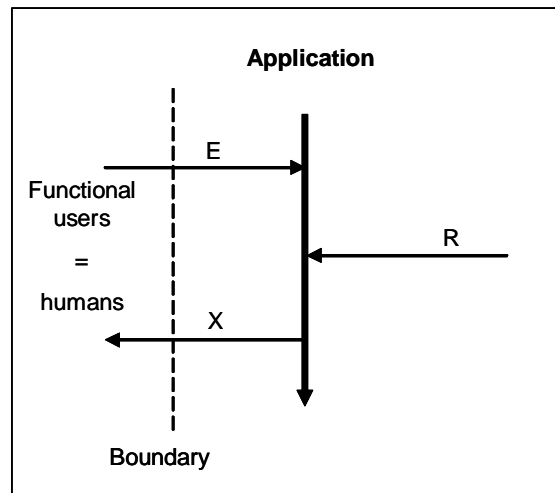 Application
E
Functional
users
=
humans
R
X
Boundary